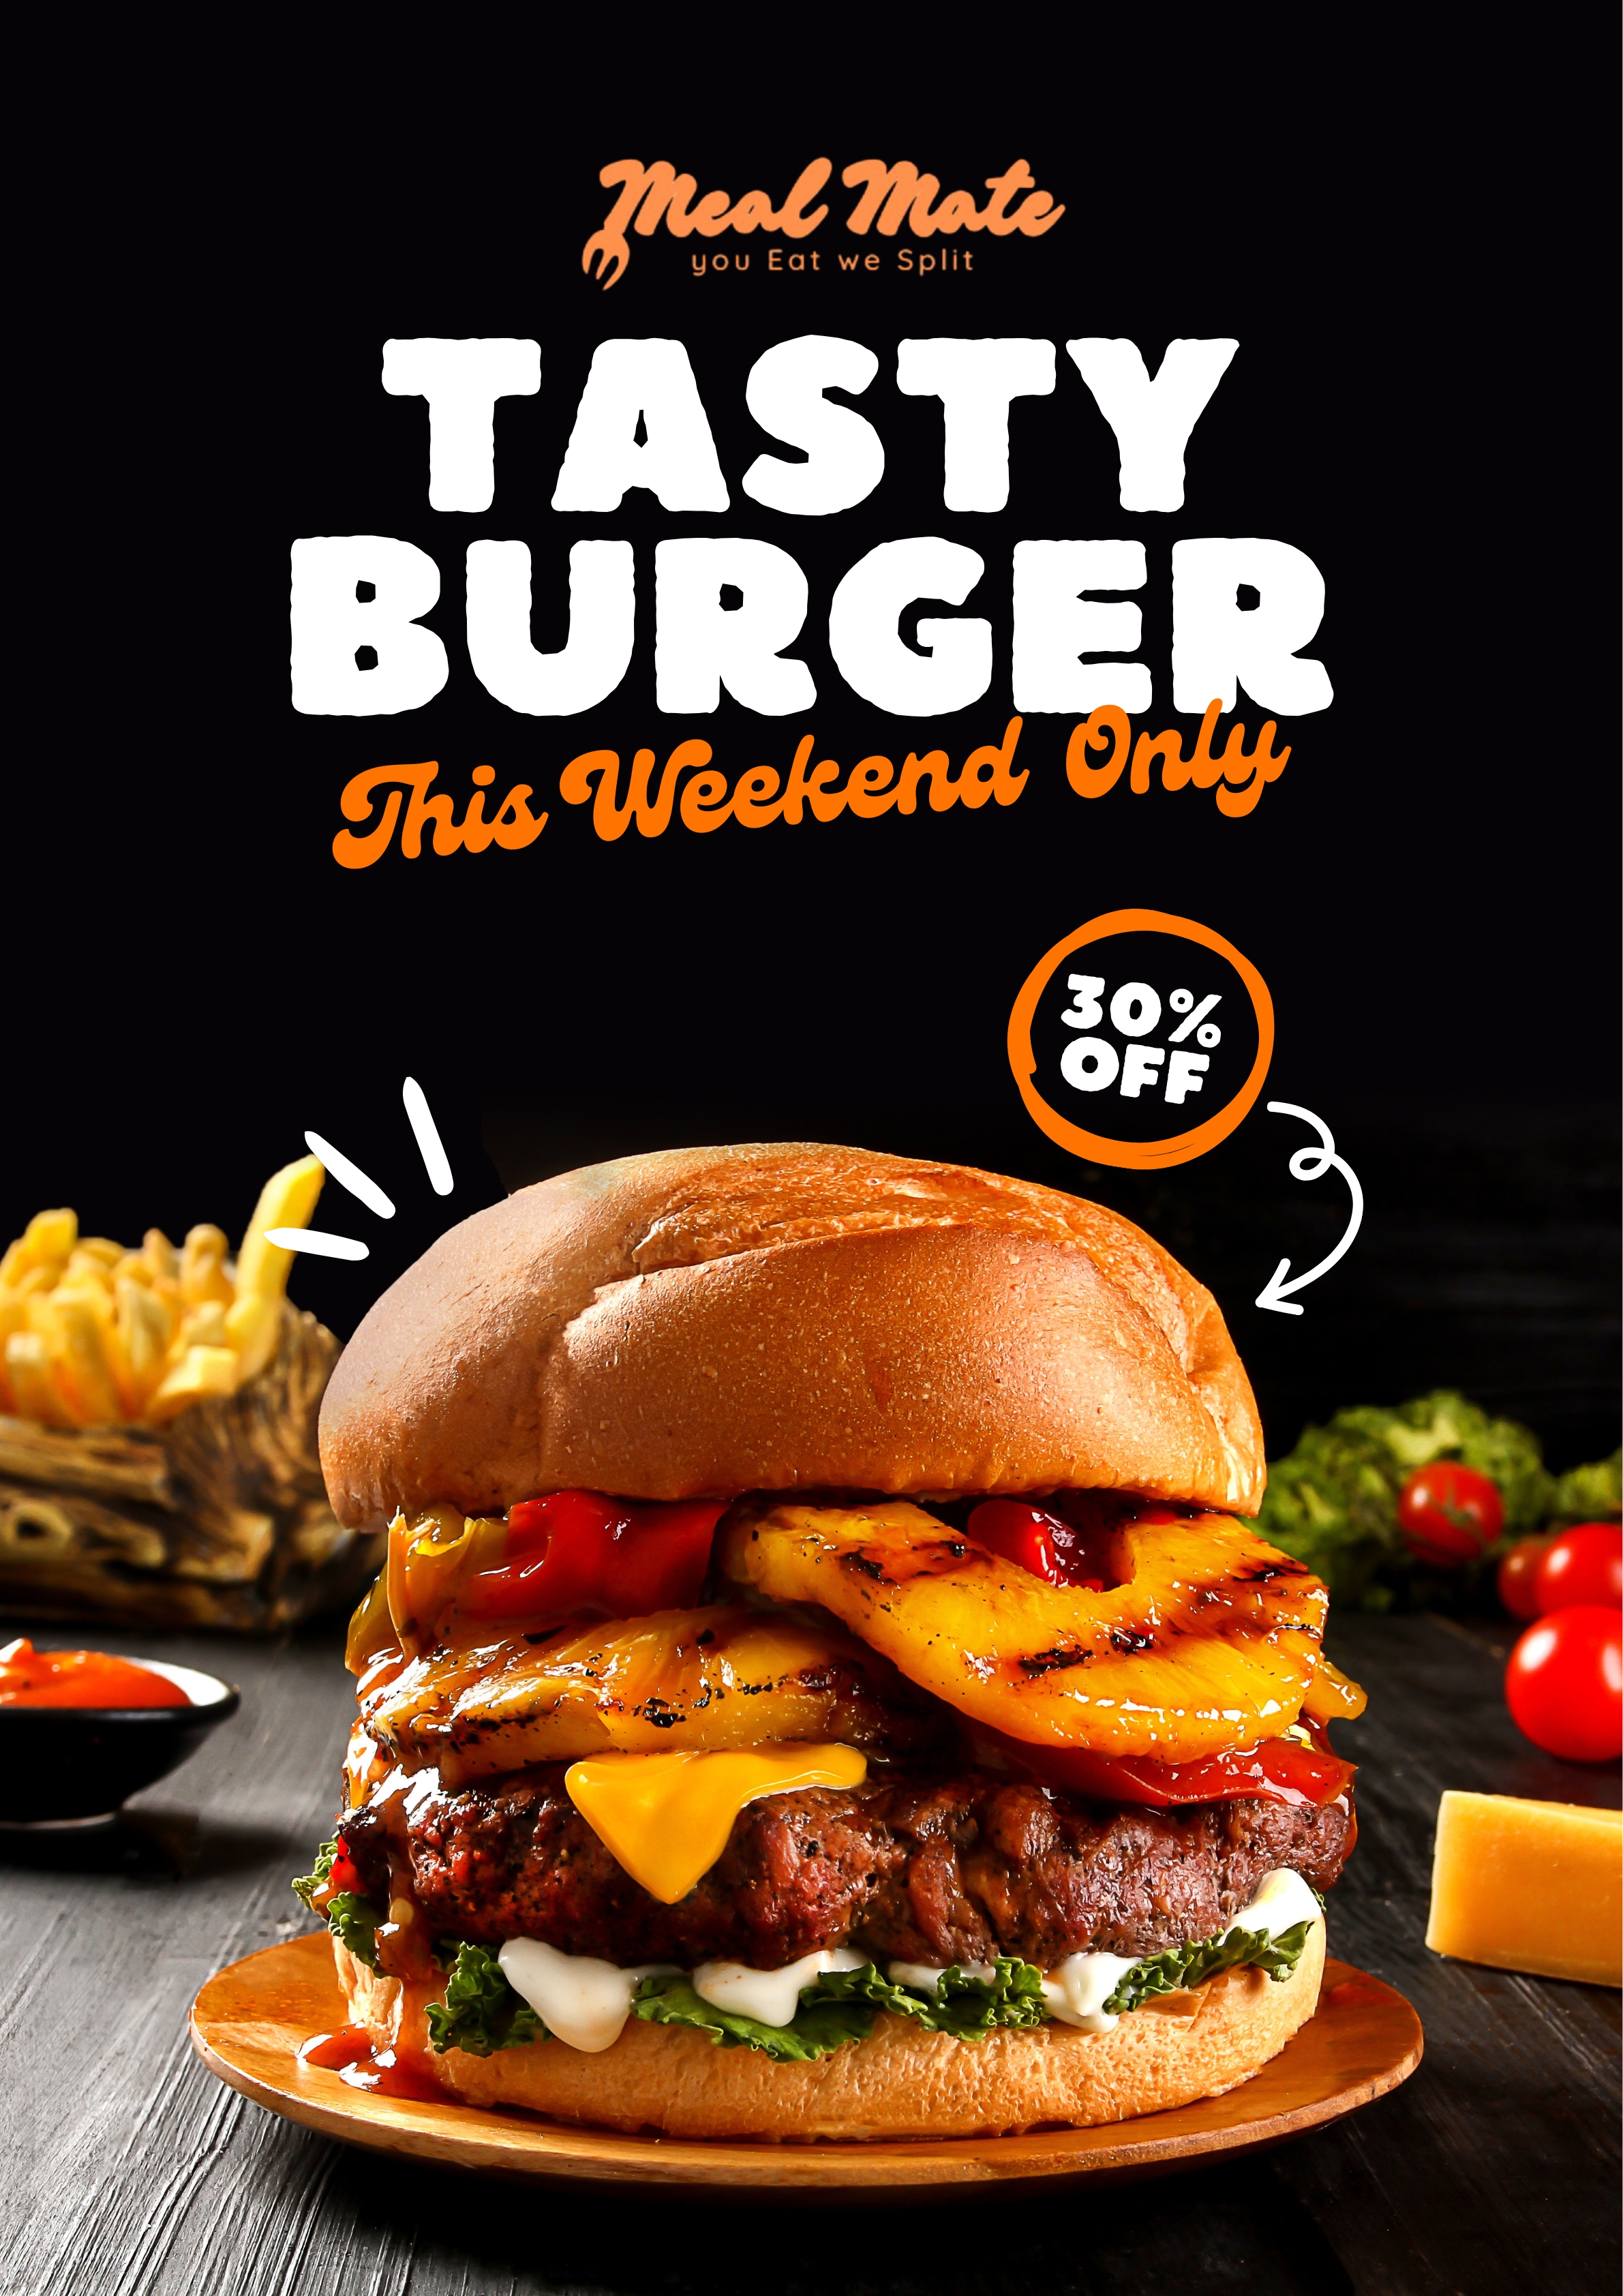 Meal Mate
you Eat we Split
TASTY
BURGER
This Weekend Only
30%
OFF